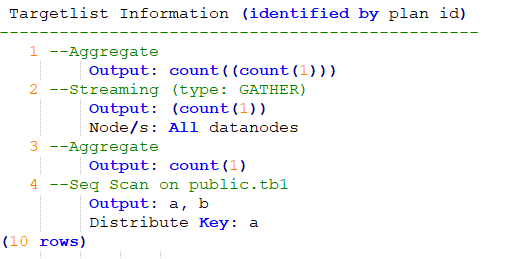 Targetlist Information (identified by plan id)
------------------------------------------------
1 --Aggregate
Output: count((count(1)))
2 --Streaming (type: GATHER)
Output: (count(1))
Node/s: All datanodes
3 --Aggregate
Output: count(1)
4 --Seq Scan on public.tb1
Output: a, b
Distribute Key: a
(10 rows)